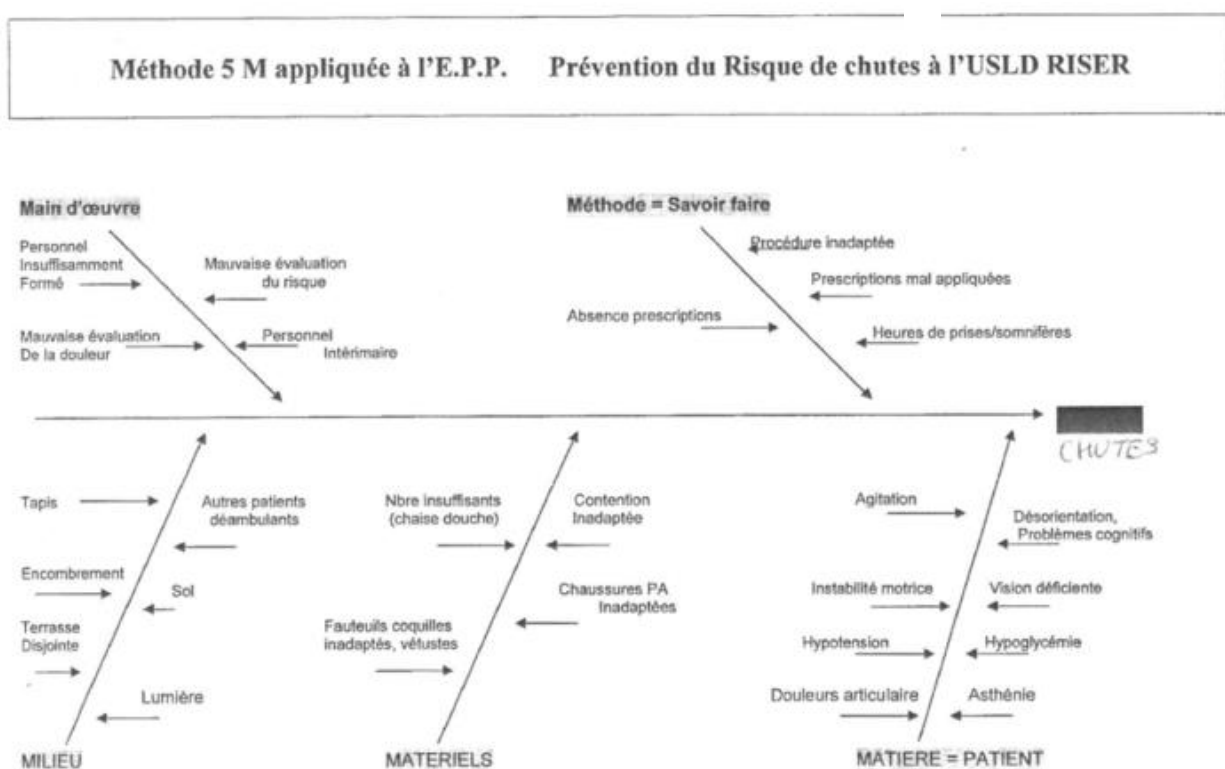 Méthode 5 M appliquée à l'E.P.P. Prévention du Risque de chutes à l'USLD RISER
Main d'œuvre
Personnel
Insuffisamment
Formé
Mauvaise évaluation
du risque
Mauvaise évaluation
De la douleur
Personnel
Intérimaire
Méthode = Savoir faire
Procédure inadaptée
Prescriptions mal appliquées
Absence prescriptions
Heures de prises/somnifères
CHUTES
Tapis
Autres patients
déambulants
Encombrement
Sol
Terrasse
Disjointe
Lumière
MILIEU
Nbre insuffisants
(chaise douche)
Contention
Inadaptée
Chaussures PA
Inadaptées
Fauteuils coquilles
inadaptés, vétustes
MATERIELS
Agitation
Désorientation,
Problèmes cognitifs
Instabilité motrice
Vision déficiente
Hypotension
Hypoglycémie
Douleurs articulaire
Asthénie
MATIERE = PATIENT